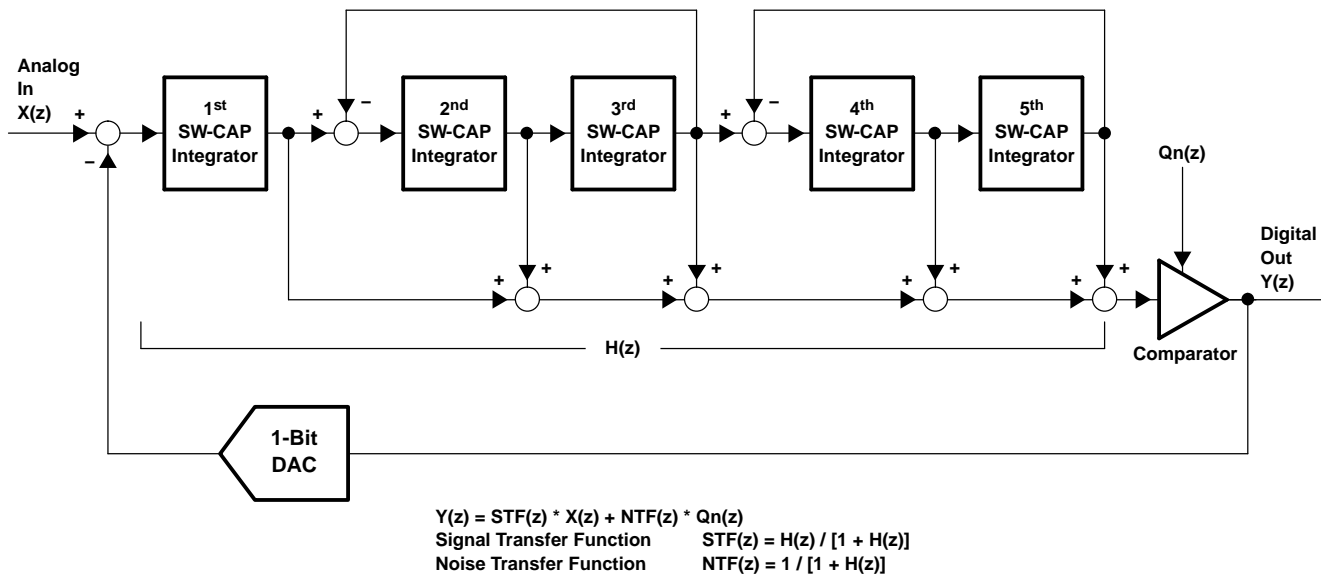 Analog
In
X(z)
+
−
1st
SW-CAP
Integrator
+
−
2nd
SW-CAP
Integrator
3rd
SW-CAP
Integrator
+
−
4th
SW-CAP
Integrator
5th
SW-CAP
Integrator
Qn(z)
Digital
Out
Y(z)
+
+
+
+
+
+
+
+
H(z)
Comparator
1-Bit
DAC
Y(z) = STF(z) * X(z) + NTF(z) * Qn(z)
Signal Transfer Function STF(z) = H(z) / [1 + H(z)]
Noise Transfer Function NTF(z) = 1 / [1 + H(z)]